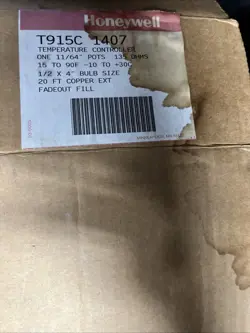 Honeywell
T915C 1407
TEMPERATURE CONTROLLER
ONE 11/64" POTS 135 OHMS
15 TO 90F -10 TO +30C
1/2 X 4" BULB SIZE
20 FT COPPER EXT
FADEOUT FILL